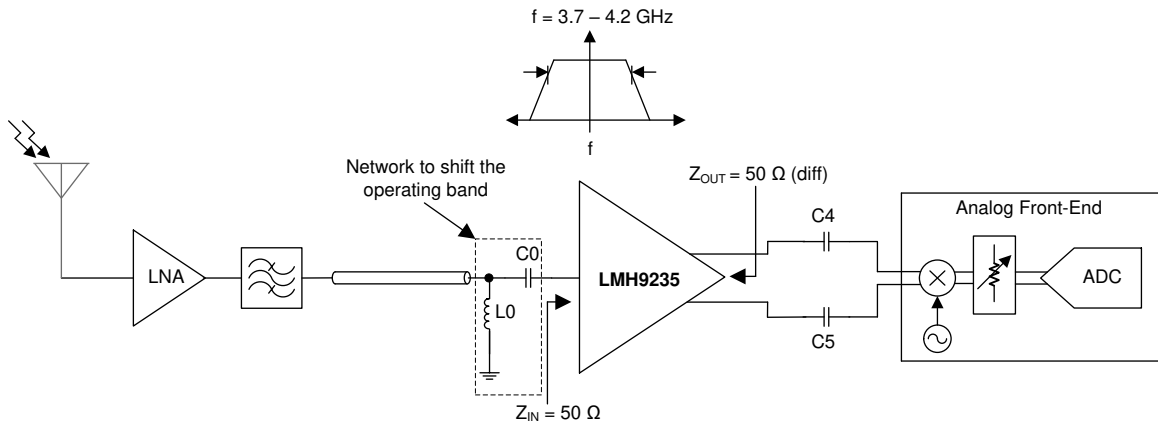 f = 3.7 – 4.2 GHz
f
Network to shift the
operating band
Z_OUT = 50 Ω (diff)
Analog Front-End
C4
C0
LNA
LMH9235
ADC
L0
C5
Z_IN = 50 Ω